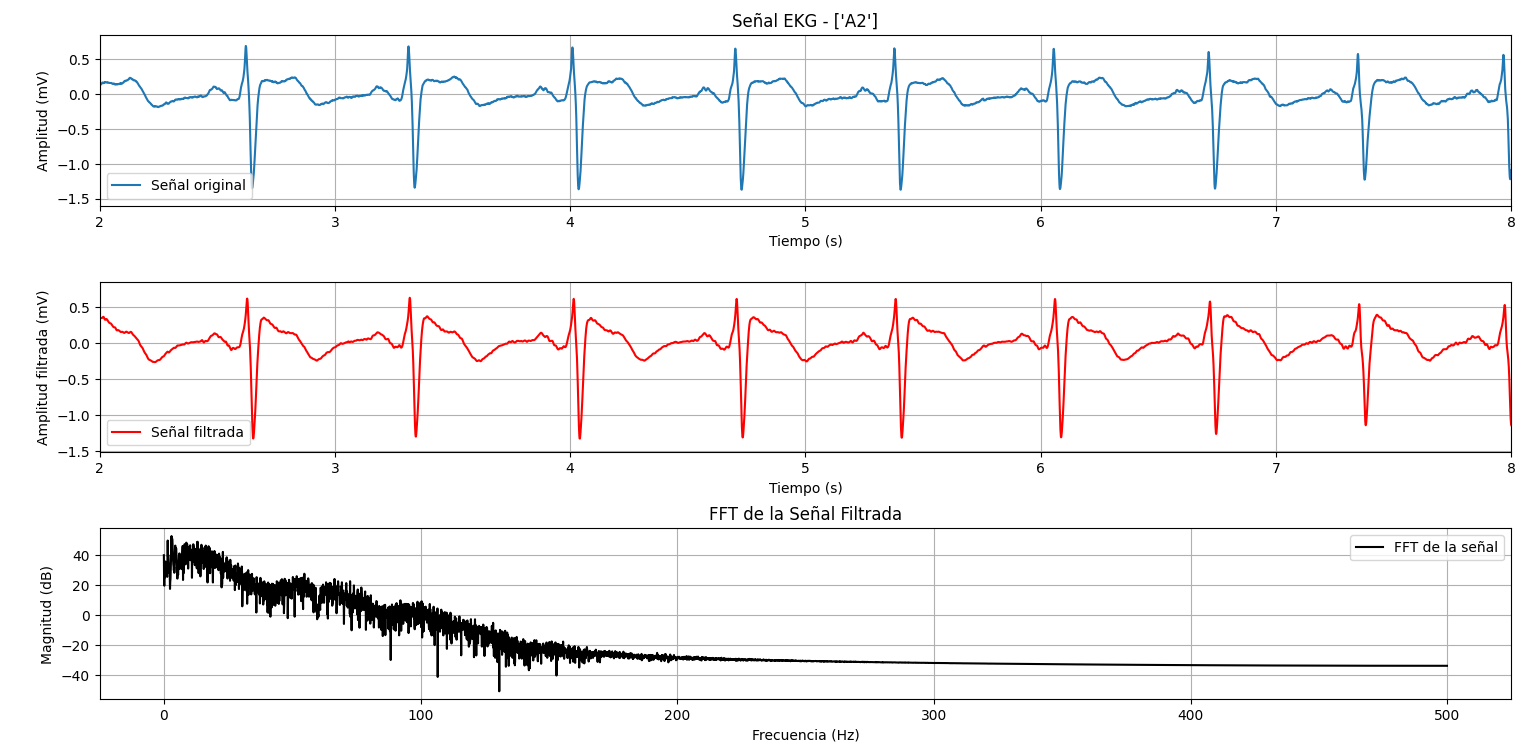 Señal EKG - ['A2']
Amplitud (mV)
0.5
0.0
−0.5
−1.0
−1.5
Señal original
2 3 4 5 6 7 8
Tiempo (s)
Amplitud filtrada (mV)
0.5
0.0
−0.5
−1.0
−1.5
Señal filtrada
2 3 4 5 6 7 8
Tiempo (s)
FFT de la Señal Filtrada
Magnitud (dB)
40
20
0
−20
−40
FFT de la señal
0 100 200 300 400 500
Frecuencia (Hz)